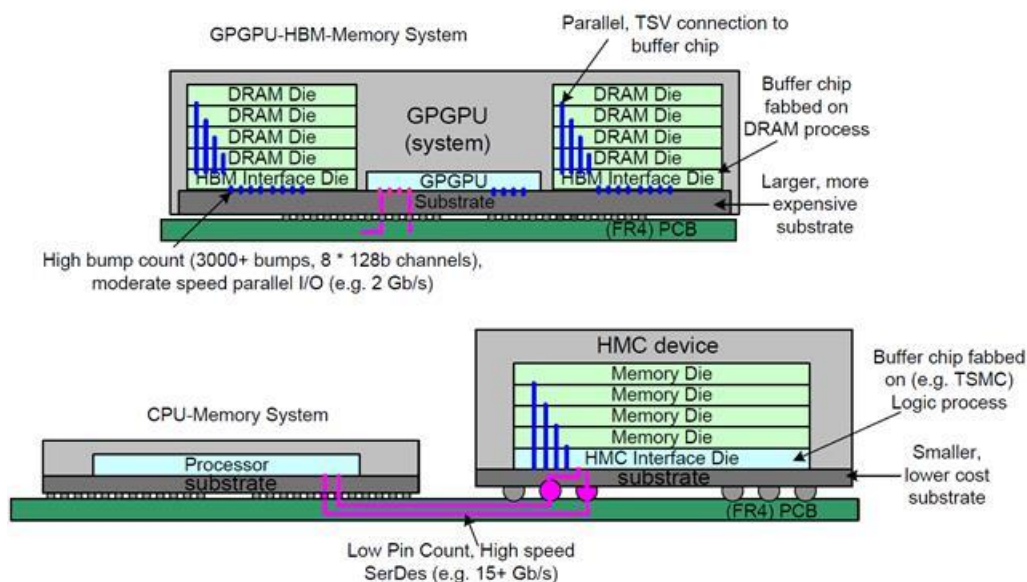 GPGPU-HBM-Memory System
Parallel, TSV connection to
buffer chip
DRAM Die
DRAM Die
DRAM Die
DRAM Die
HBM Interface Die
GPGPU
(system)
GPGPU
DRAM Die
DRAM Die
DRAM Die
DRAM Die
HBM Interface Die
Buffer chip
fabbed on
DRAM process
Substrate
(FR4) PCB
Larger, more
expensive
substrate
High bump count (3000+ bumps, 8 * 128b channels),
moderate speed parallel I/O (e.g. 2 Gb/s)
CPU-Memory System
Processor
substrate
HMC device
Memory Die
Memory Die
Memory Die
Memory Die
HMC Interface Die
substrate
Buffer chip fabbed
on (e.g. TSMC)
Logic process
Smaller,
lower cost
substrate
(FR4) PCB
Low Pin Count, High speed
SerDes (e.g. 15+ Gb/s)